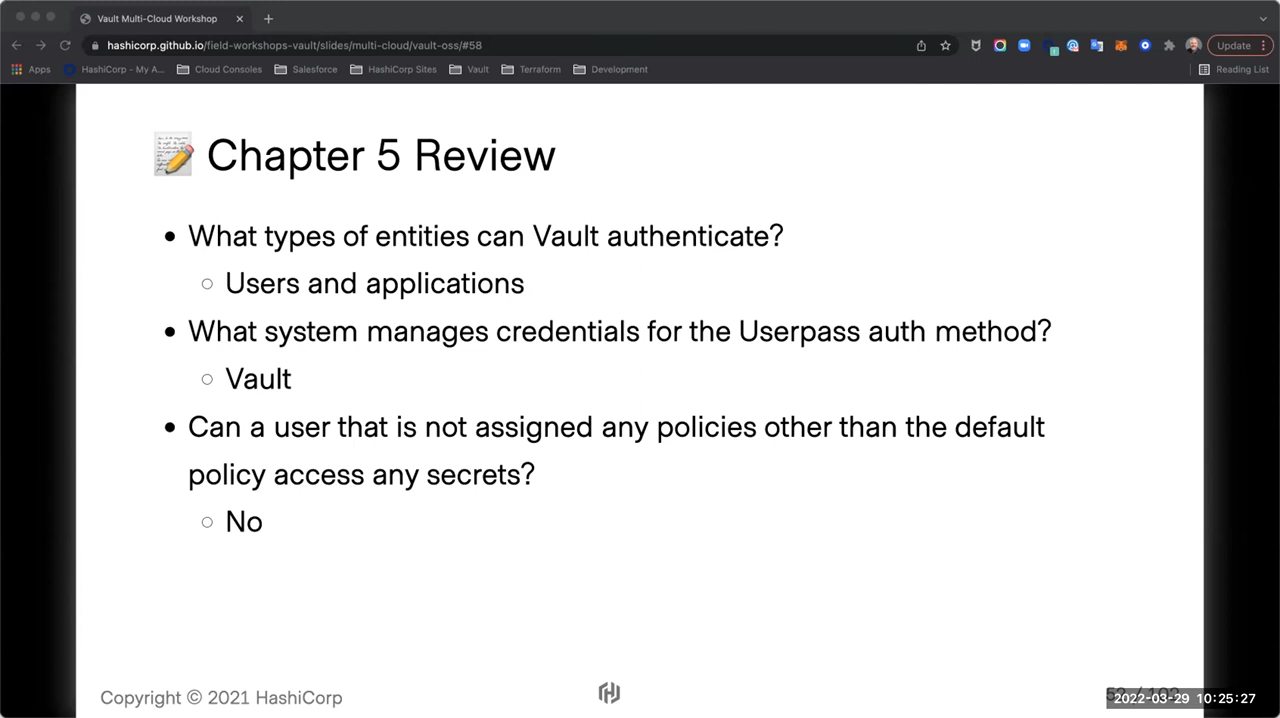 Vault Multi-Cloud Workshop
hashicorp.github.io/field-workshops-vault/slides/multi-cloud/vault-oss/#58
Update
Apps
HashiCorp - My A...
Cloud Consoles
Salesforce
HashiCorp Sites
Vault
Terraform
Development
Reading List
Chapter 5 Review
• What types of entities can Vault authenticate?
○ Users and applications
• What system manages credentials for the Userpass auth method?
○ Vault
• Can a user that is not assigned any policies other than the default
policy access any secrets?
○ No
Copyright © 2021 HashiCorp
2022-03-29 10:25:27